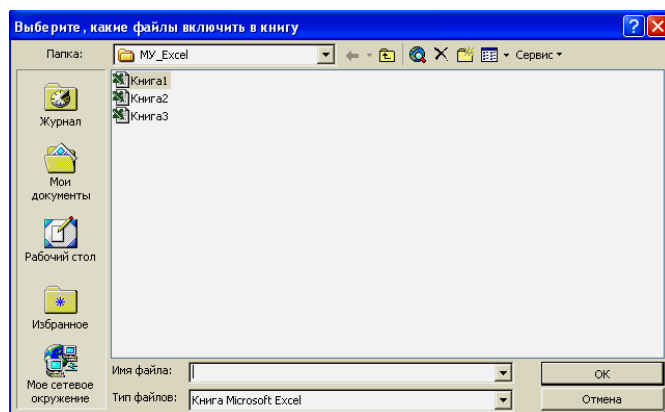 Выберите , какие файлы включить в книгу
Папка:
МУ_Excel
Сервис
Книга1
Книга2
Книга3
Журнал
Мои
документы
Рабочий стол
Избранное
Мое сетевое
окружение
Имя файла:
ОК
Тип файлов:
Книга Microsoft Excel
Отмена